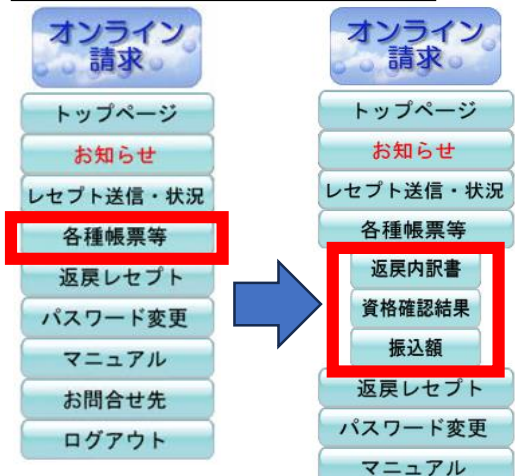 オンライン
請求
トップページ
お知らせ
レセプト送信・状況
各種帳票等
返戻レセプト
パスワード変更
マニュアル
お問合せ先
ログアウト
オンライン
請求
トップページ
お知らせ
レセプト送信・状況
各種帳票等
返戻内訳書
資格確認結果
振込額
返戻レセプト
パスワード変更
マニュアル